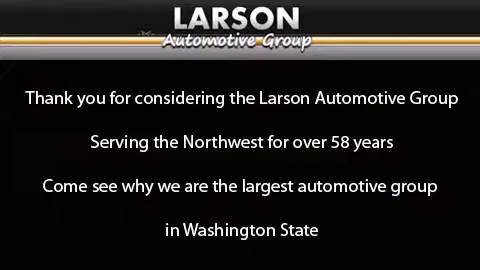 LARSON
Automotive Group
Thank you for considering the Larson Automotive Group
Serving the Northwest for over 58 years
Come see why we are the largest automotive group
in Washington State